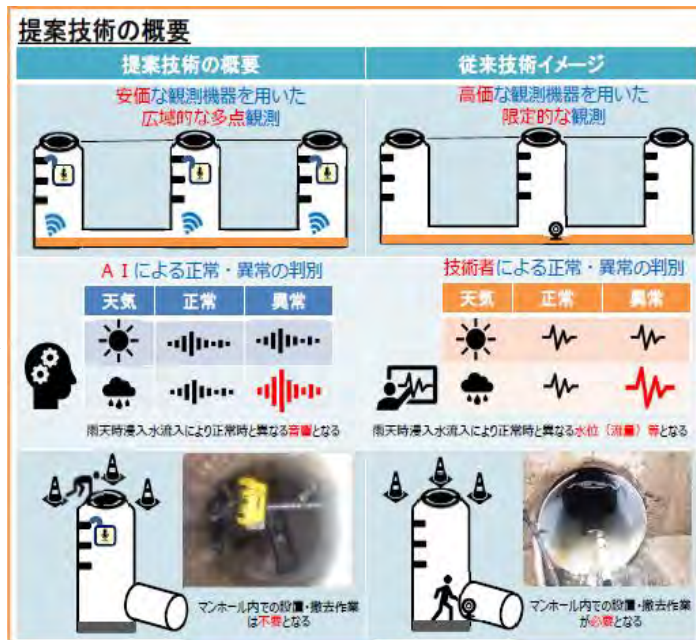 提案技術の概要
提案技術の概要
従来技術イメージ
安価な観測機器を用いた
広域的な多点観測
高価な観測機器を用いた
限定的な観測
AIによる正常・異常の判別
天気 正常 異常
雨天時浸入水流入により正常時と異なる音響となる
技術者による正常・異常の判別
天気 正常 異常
雨天時浸入水流入により正常時と異なる水位（流量）等となる
マンホール内での設置・撤去作業
は不要となる
マンホール内での設置・撤去作業
が必要となる